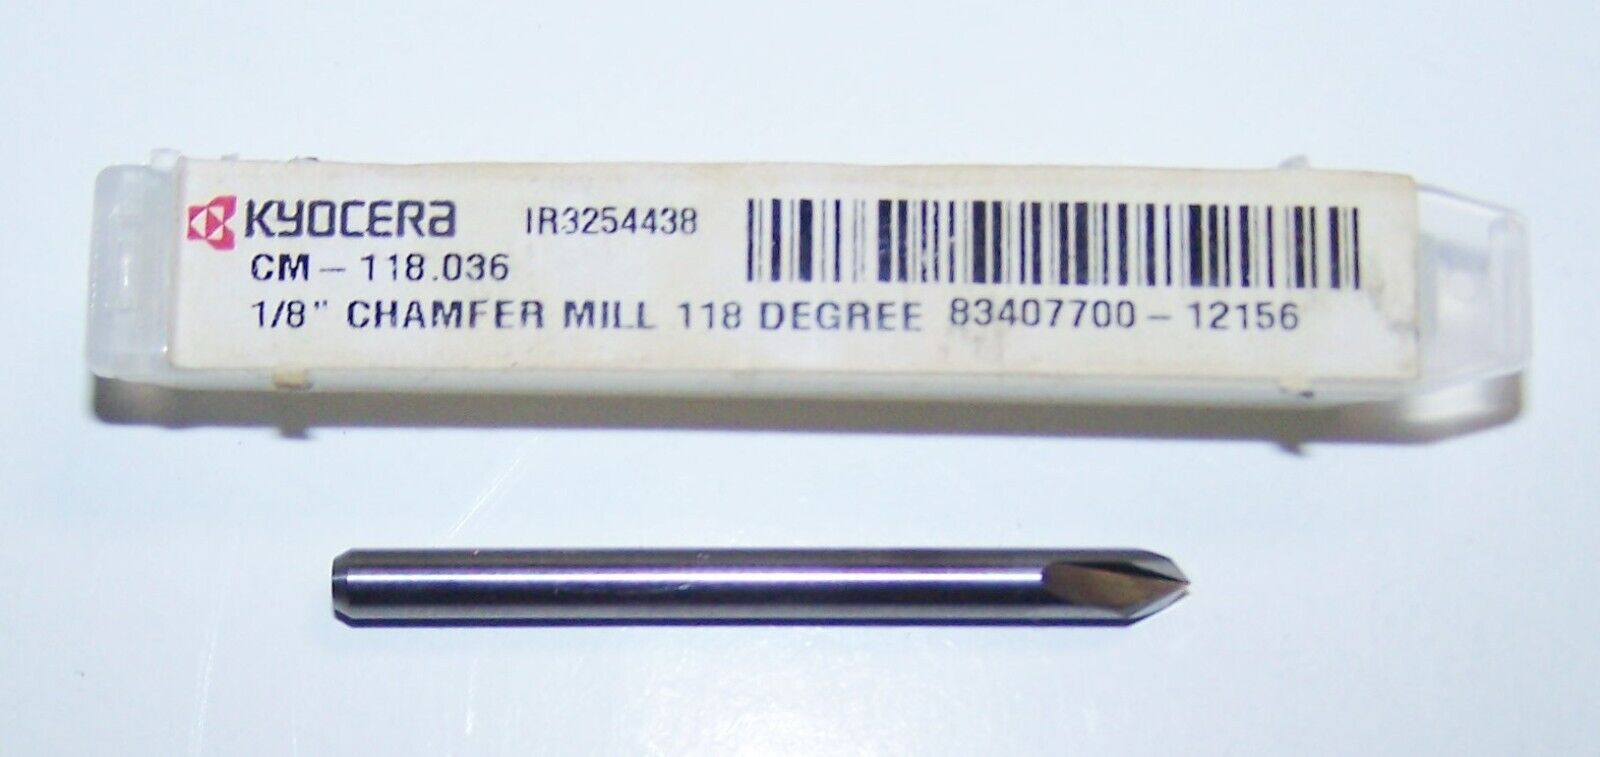 KYOCERA IR3254438
CM - 118.036
1/8" CHAMFER MILL 118 DEGREE 83407700 - 12156